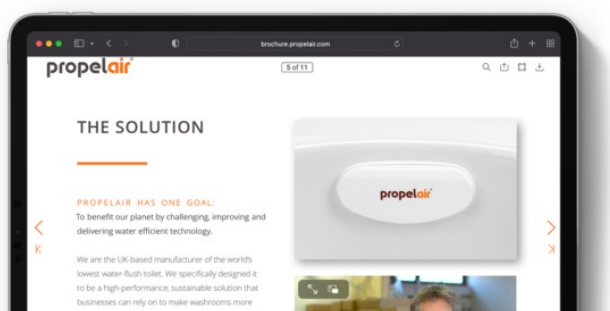 brochure.propelair.com
propelair
5 of 11
THE SOLUTION
PROPELAIR HAS ONE GOAL:
To benefit our planet by challenging, improving and
delivering water efficient technology.
We are the UK-based manufacturer of the world's
lowest water-flush toilet. We specifically designed it
to be a high-performance, sustainable solution that
businesses can rely on to make washrooms more
propelair